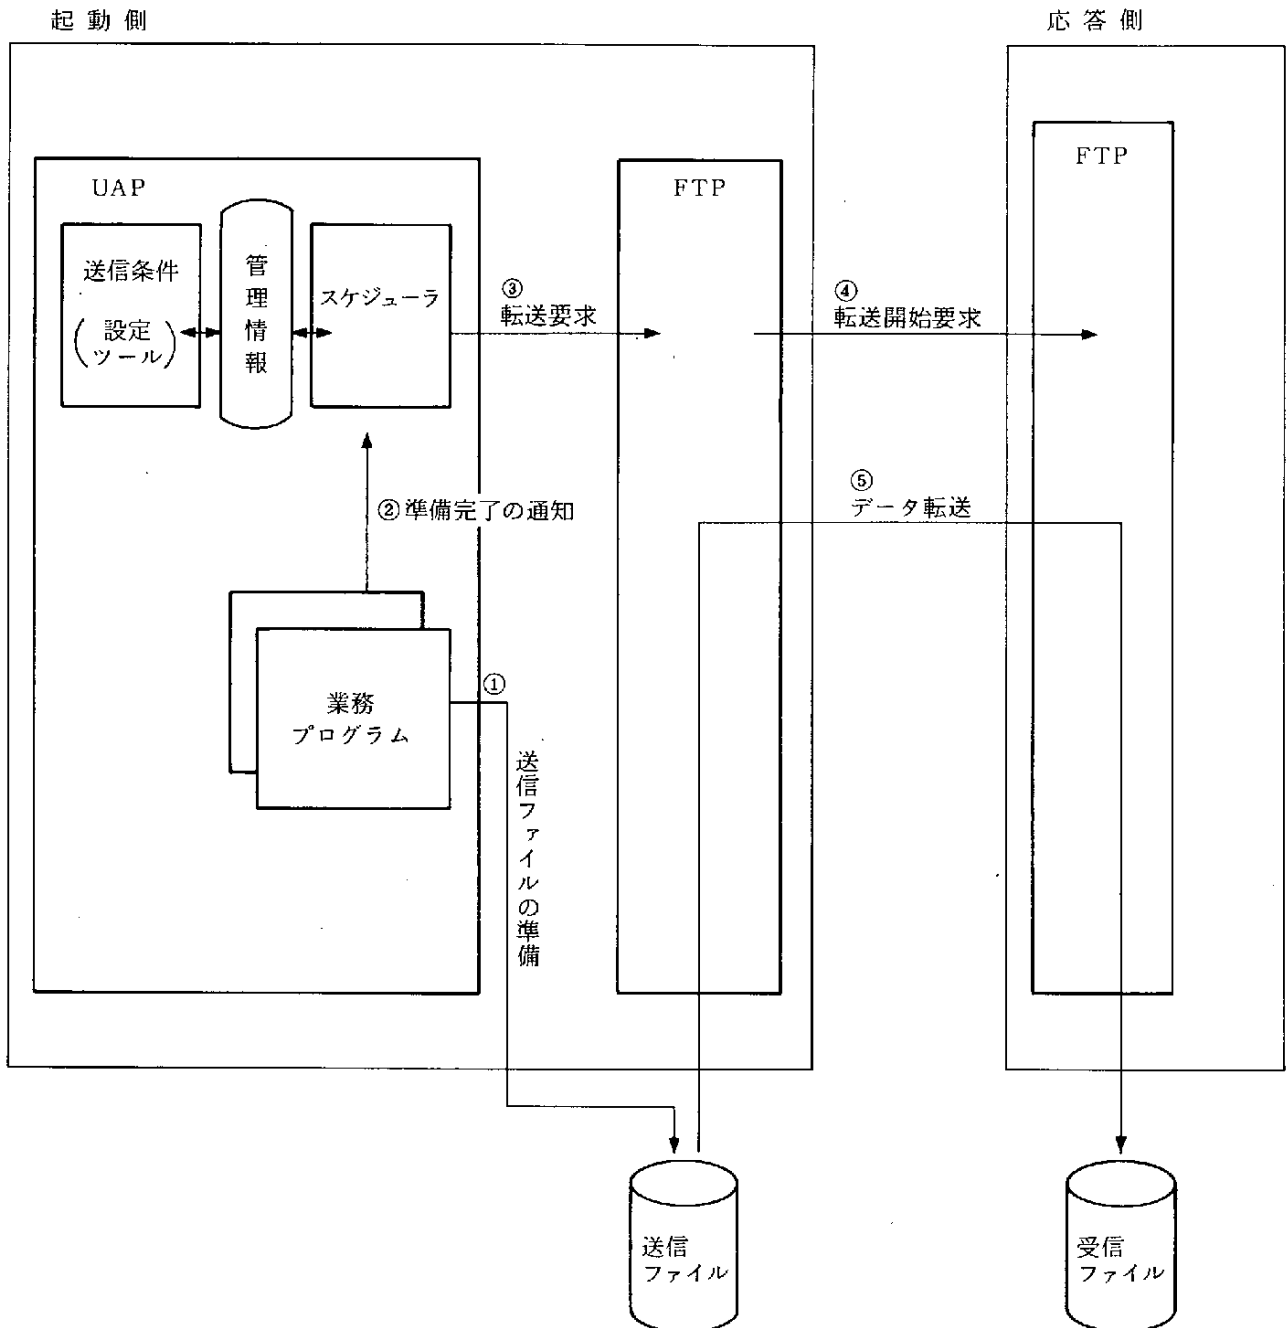 起動側
応答側
UAP
FTP
FTP
送信条件
(設定
ツール)
管理情報
スケジューラ
③
転送要求
④
転送開始要求
②準備完了の通知
⑤
データ転送
業務
プログラム
①
送信ファイルの準備
送信
ファイル
受信
ファイル